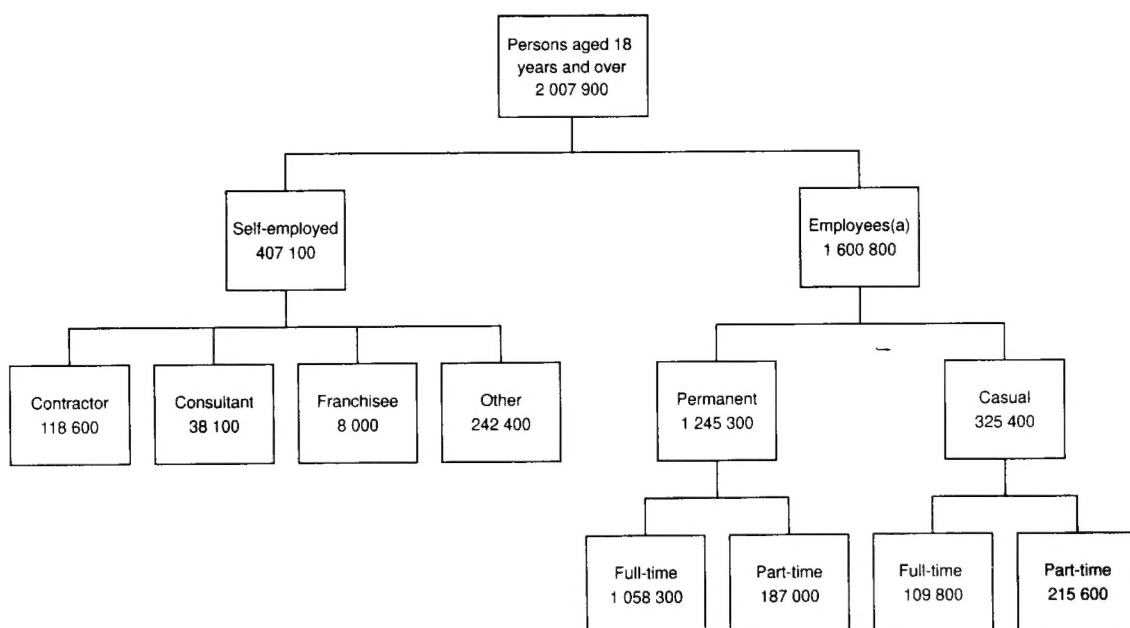 Persons aged 18
years and over
2 007 900
Self-employed
407 100
Employees(a)
1 600 800
Contractor
118 600
Consultant
38 100
Franchisee
8 000
Other
242 400
Permanent
1 245 300
Casual
325 400
Full-time
1 058 300
Part-time
187 000
Full-time
109 800
Part-time
215 600